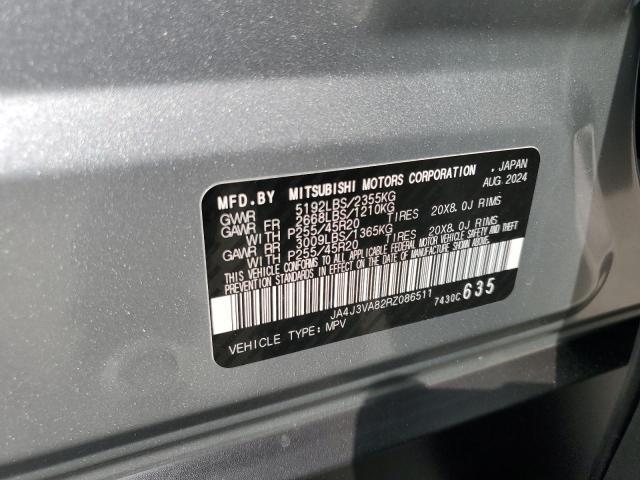 MFD.BY MITSUBISHI MOTORS CORPORATION , JAPAN
GVWR 5192LBS/2355KG AUG.2024
GAWR FR 2668LBS/1210KG
WITH P255/45R20 TIRES 20X8.0J RIMS
GAWR RR 3009LBS/1365KG
WITH P255/45R20 TIRES 20X8.0J RIMS
THIS VEHICLE CONFORMS TO ALL APPLICABLE FEDERAL MOTOR VEHICLE SAFETY AND THEFT
PREVENTION STANDARDS IN EFFECT ON THE DATE OF MANUFACTURE SHOWN ABOVE.
JA4J3VA82RZ086511 7430C 635
VEHICLE TYPE: MPV